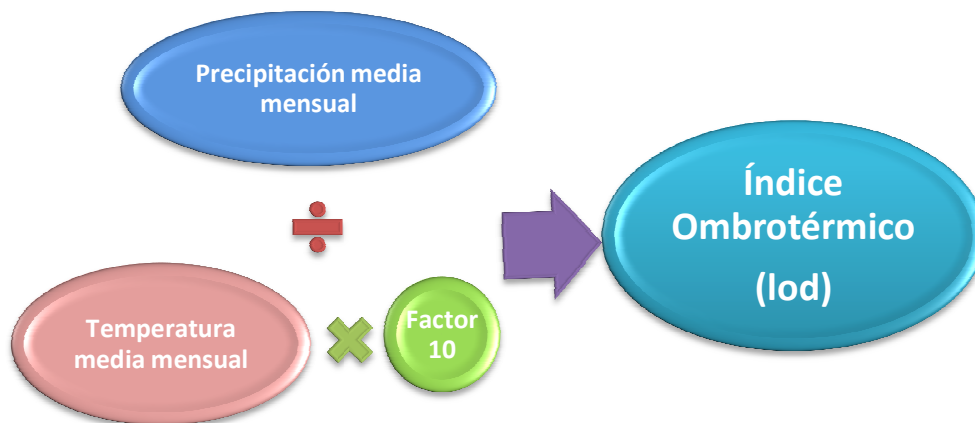 Precipitación media
mensual
Índice
Ombrotérmico
(Iod)
Temperatura
media mensual
Factor
10